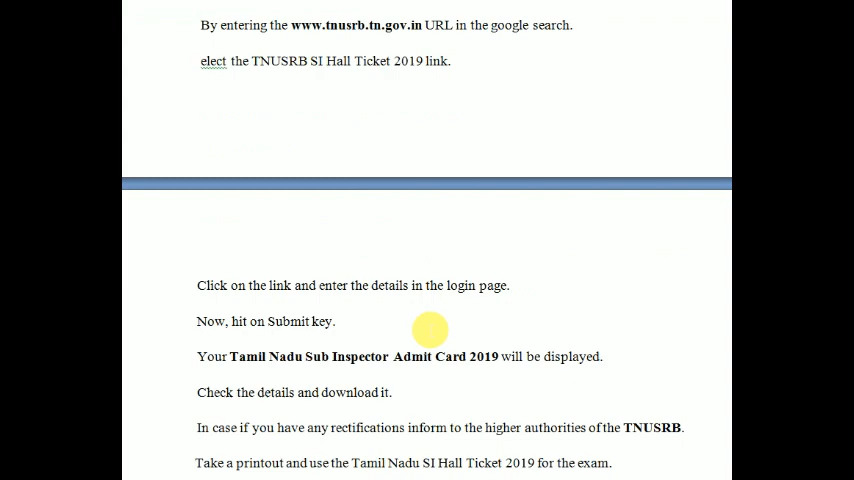 By entering the www.tnusrb.tn.gov.in URL in the google search.
elect the TNUSRB SI Hall Ticket 2019 link.
Click on the link and enter the details in the login page.
Now, hit on Submit key.
Your Tamil Nadu Sub Inspector Admit Card 2019 will be displayed.
Check the details and download it.
In case if you have any rectifications inform to the higher authorities of the TNUSRB.
Take a printout and use the Tamil Nadu SI Hall Ticket 2019 for the exam.